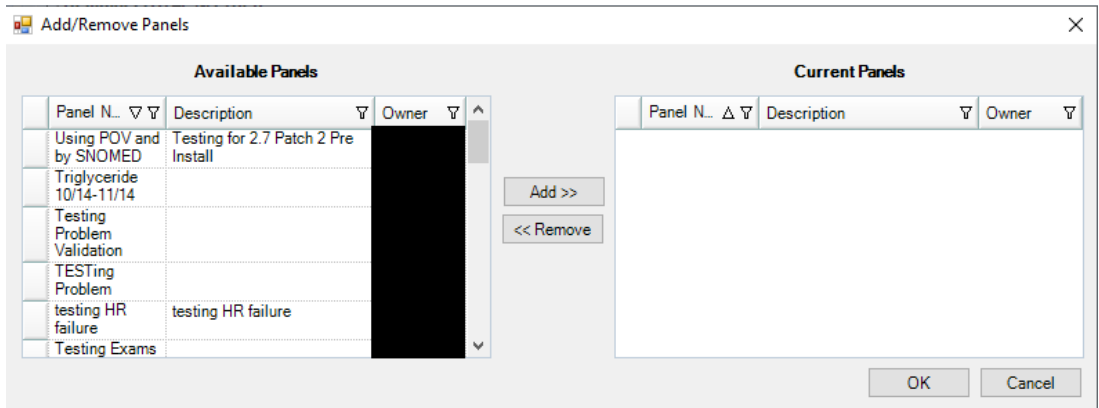 Add/Remove Panels
Available Panels
Current Panels
Panel N... Description Owner
Using POV and Testing for 2.7 Patch 2 Pre
by SNOMED Install
Triglyceride
10/14-11/14
Testing
Problem
Validation
TESTing
Problem
testing HR testing HR failure
failure
Testing Exams
Add >>
<< Remove
Panel N... Description Owner
OK Cancel